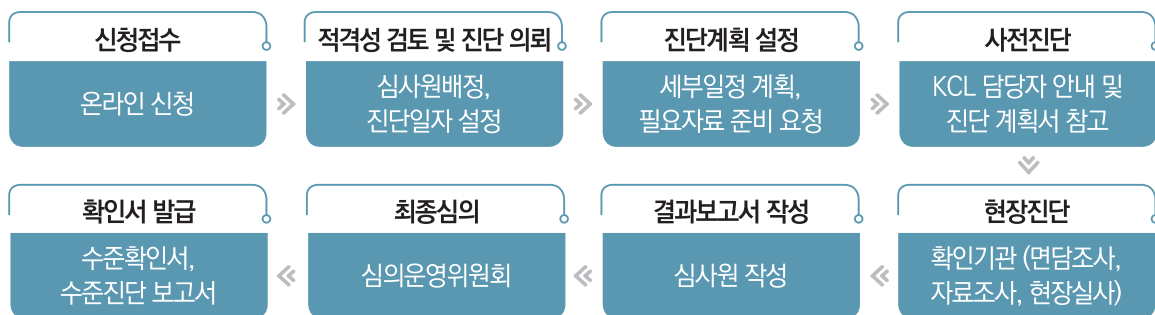 신청접수
온라인 신청
적격성 검토 및 진단 의뢰
심사원배정,
진단일자 설정
진단계획 설정
세부일정 계획,
필요자료 준비 요청
사전진단
KCL 담당자 안내 및
진단 계획서 참고
현장진단
확인기관 (면담조사,
자료조사, 현장실사)
결과보고서 작성
심사원 작성
최종심의
심의운영위원회
확인서 발급
수준확인서,
수준진단 보고서